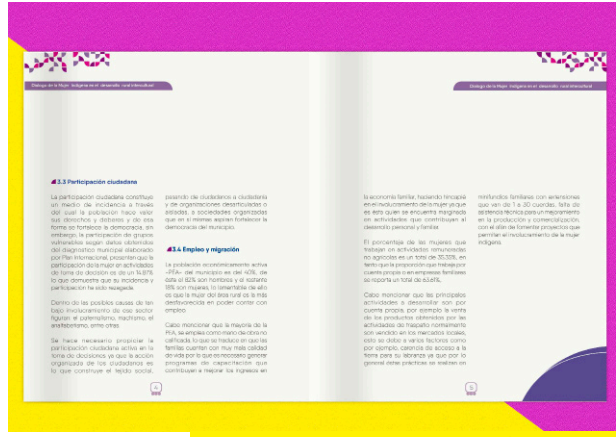 Diálogo de la Mujer Indígena en el desarrollo rural intercultural
3.3 Participación ciudadana
La participación ciudadana constituye
un medio de incidencia a través
del cual la población hace valer
sus derechos y deberes y de esa
forma se fortalece la democracia, sin
embargo, la participación de grupos
vulnerables según datos obtenidos
del diagnóstico municipal elaborado
por Plan Internacional, presentan que la
participación de la mujer en actividades
de toma de decisión es de un 14.81%
lo que demuestra que su incidencia y
participación ha sido relegada.
Dentro de las posibles causas de tan
bajo involucramiento de ese sector
figuran el paternalismo, machismo, el
analfabetismo, entre otras.
Se hace necesario propiciar la
participación ciudadana activa en la
toma de decisiones ya que la acción
organizada de los ciudadanos es
lo que construye el tejido social,
pasando de ciudadanos a ciudadanía
y de organizaciones desarticuladas o
aisladas, a sociedades organizadas
que en si mismas aspiran fortalecer la
democracia del municipio.
3.4 Empleo y migración
La población económicamente activa
-PEA- del municipio es del 40%, de
éste el 82% son hombres y el restante
18% son mujeres, lo lamentable de ello
es que la mujer del área rural es la más
desfavorecida en poder contar con
empleo.
Cabe mencionar que la mayoría de la
PEA, se emplea como mano de obra no
calificada, lo que se traduce en que las
familias cuentan con muy mala calidad
de vida por lo que es necesario generar
programas de capacitación que
contribuyan a mejorar los ingresos en
4
Diálogo de la Mujer Indígena en el desarrollo rural intercultural
la economía familiar, haciendo hincapié
en el involucramiento de la mujer ya que
es ésta quien se encuentra marginada
en actividades que contribuyan al
desarrollo personal y familiar.
El porcentaje de las mujeres que
trabajan en actividades remuneradas,
no agrícolas es un total de 35.35%, en
tanto que la proporción que trabaja por
cuenta propia o en empresas familiares
se reporta un total de 63.61%.
Cabe mencionar que las principales
actividades a desarrollar son por
cuenta propia, por ejemplo la venta
de los productos obtenidos por las
actividades de traspatio normalmente
son vendido en los mercados locales,
esto se debe a varios factores como
por ejemplo, carencia de acceso a la
tierra para su labranza ya que por lo
general estas prácticas se realizan en
minifundios familiares con extensiones
que van de 1 a 30 cuerdas, falta de
asistencia técnica para un mejoramiento
en la producción y comercialización,
con el afán de fomentar proyectos que
permitan el involucramiento de la mujer
indígena.
5